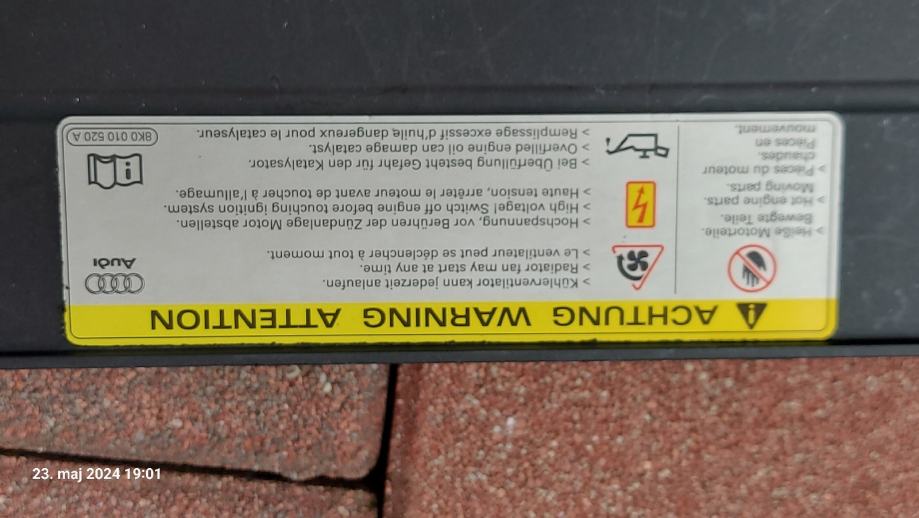 ACHTUNG WARNING ATTENTION
> Heiße Motorteile.
Bewegte Teile.
> Hot engine parts.
Moving parts.
> Pièces du moteur
chaudes.
Pièces en
mouvement.
> Kühlerventilator kann jederzeit anlaufen.
> Radiator fan may start at any time.
> Le ventilateur peut se déclencher à tout moment.
> Hochspannung, vor Berühren der Zündanlage Motor abstellen.
> High voltage! Switch off engine before touching ignition system.
> Haute tension, arrêter le moteur avant de toucher à l'allumage.
> Bei Überfüllung besteht Gefahr für den Katalysator.
> Overfilled engine oil can damage catalyst.
> Remplissage excessif d'huile, dangereux pour le catalyseur.
Audi
i
8K0 010 520 A
23. maj 2024 19:01